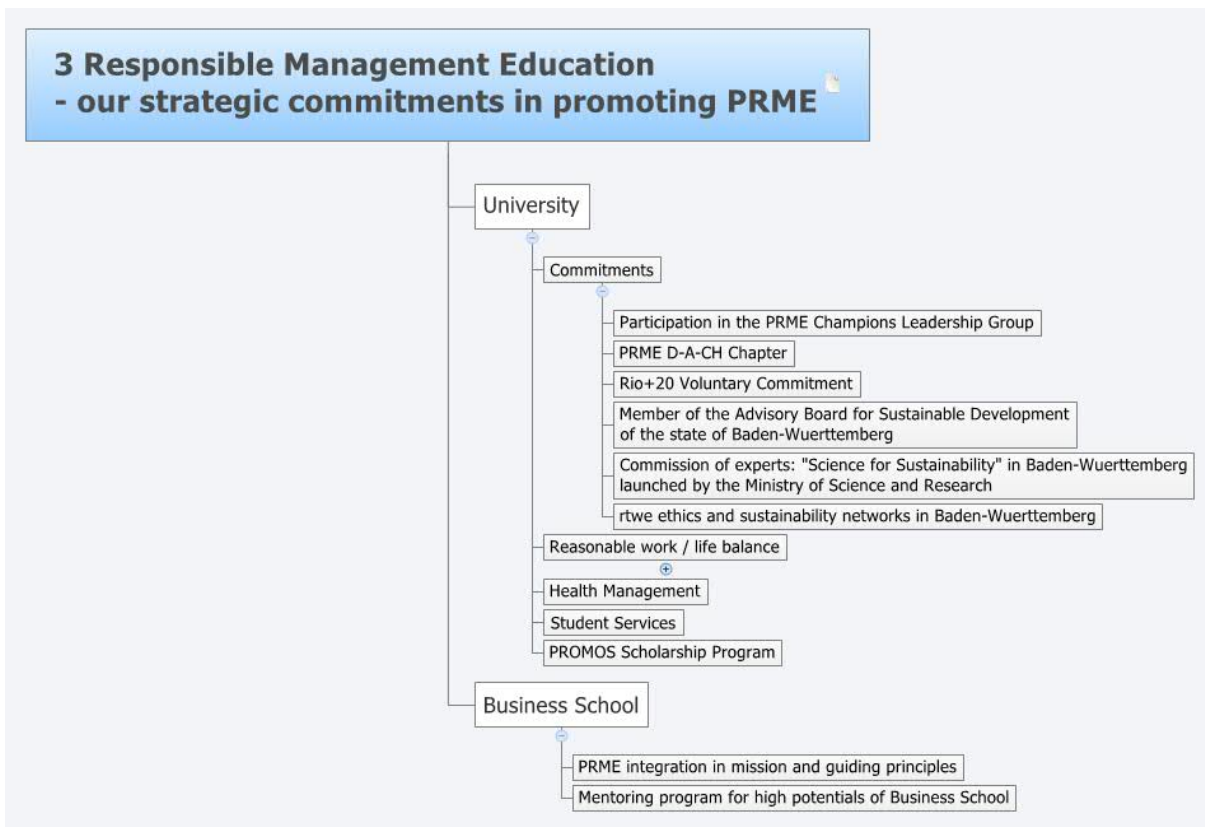 3 Responsible Management Education
- our strategic commitments in promoting PRME
University
Commitments
Participation in the PRME Champions Leadership Group
PRME D-A-CH Chapter
Rio+20 Voluntary Commitment
Member of the Advisory Board for Sustainable Development
of the state of Baden-Wuerttemberg
Commission of experts: "Science for Sustainability" in Baden-Wuerttemberg
launched by the Ministry of Science and Research
rtwe ethics and sustainability networks in Baden-Wuerttemberg
Reasonable work / life balance
Health Management
Student Services
PROMOS Scholarship Program
Business School
PRME integration in mission and guiding principles
Mentoring program for high potentials of Business School